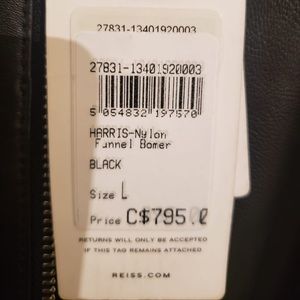 27831-13401920003
27831-13401920003
5 054832 197570
HARRIS-Nylon
Funnel Bomer
BLACK
Size L
Price C$795.0
RETURNS WILL ONLY BE ACCEPTED
IF THIS TAG REMAINS ATTACHED.
REISS.COM